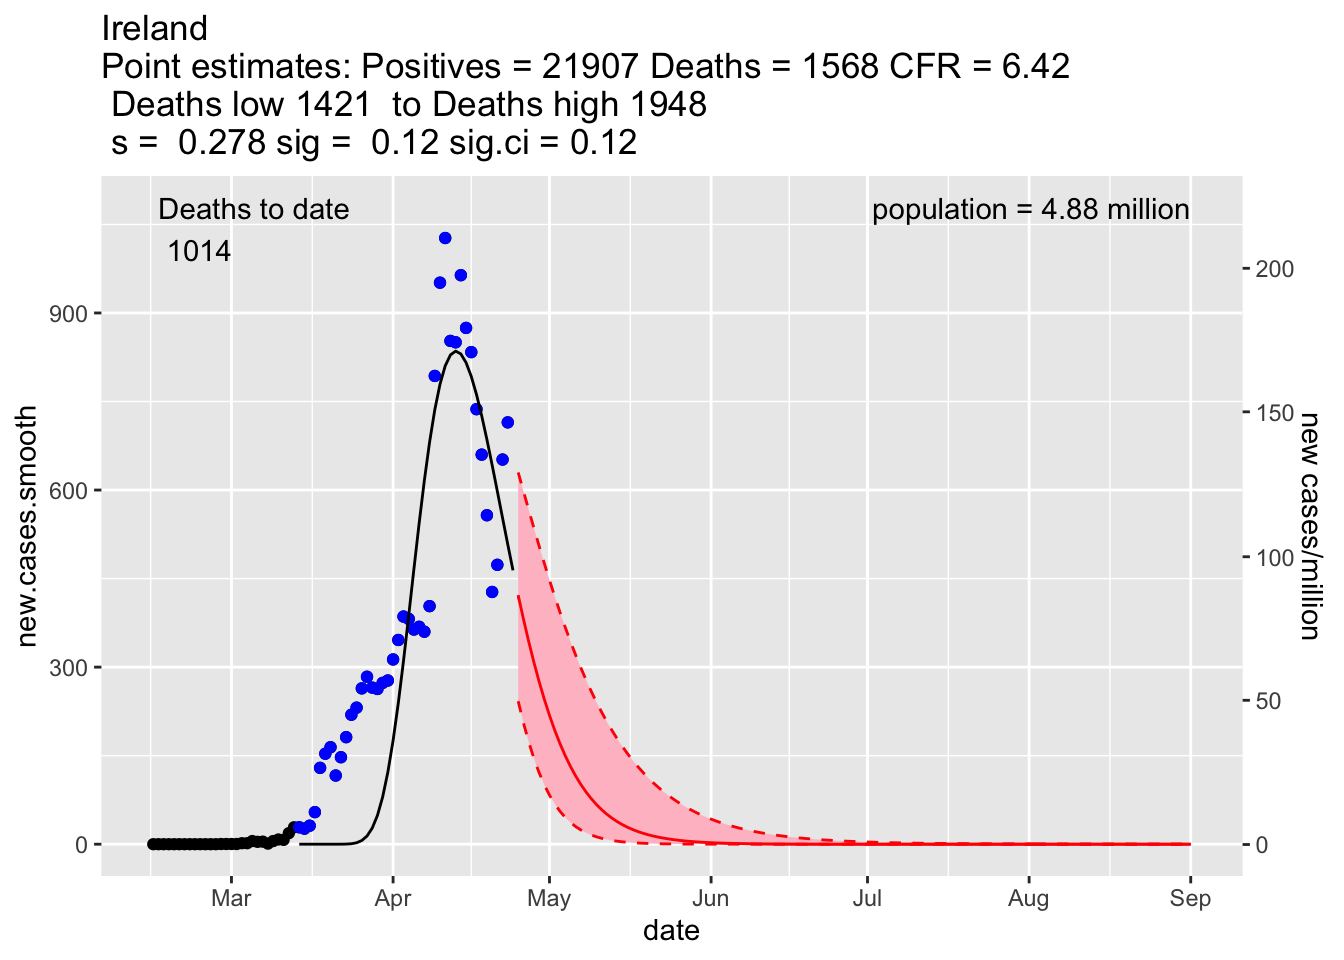 Ireland
Point estimates: Positives = 21907 Deaths = 1568 CFR = 6.42
Deaths low 1421  to Deaths high 1948
s =  0.278 sig =  0.12 sig.ci = 0.12
Deaths to date
1014
population = 4.88 million
900
600
300
0
new.cases.smooth
200
150
100
50
0
new cases/million
Mar
Apr
May
Jun
Jul
Aug
Sep
date